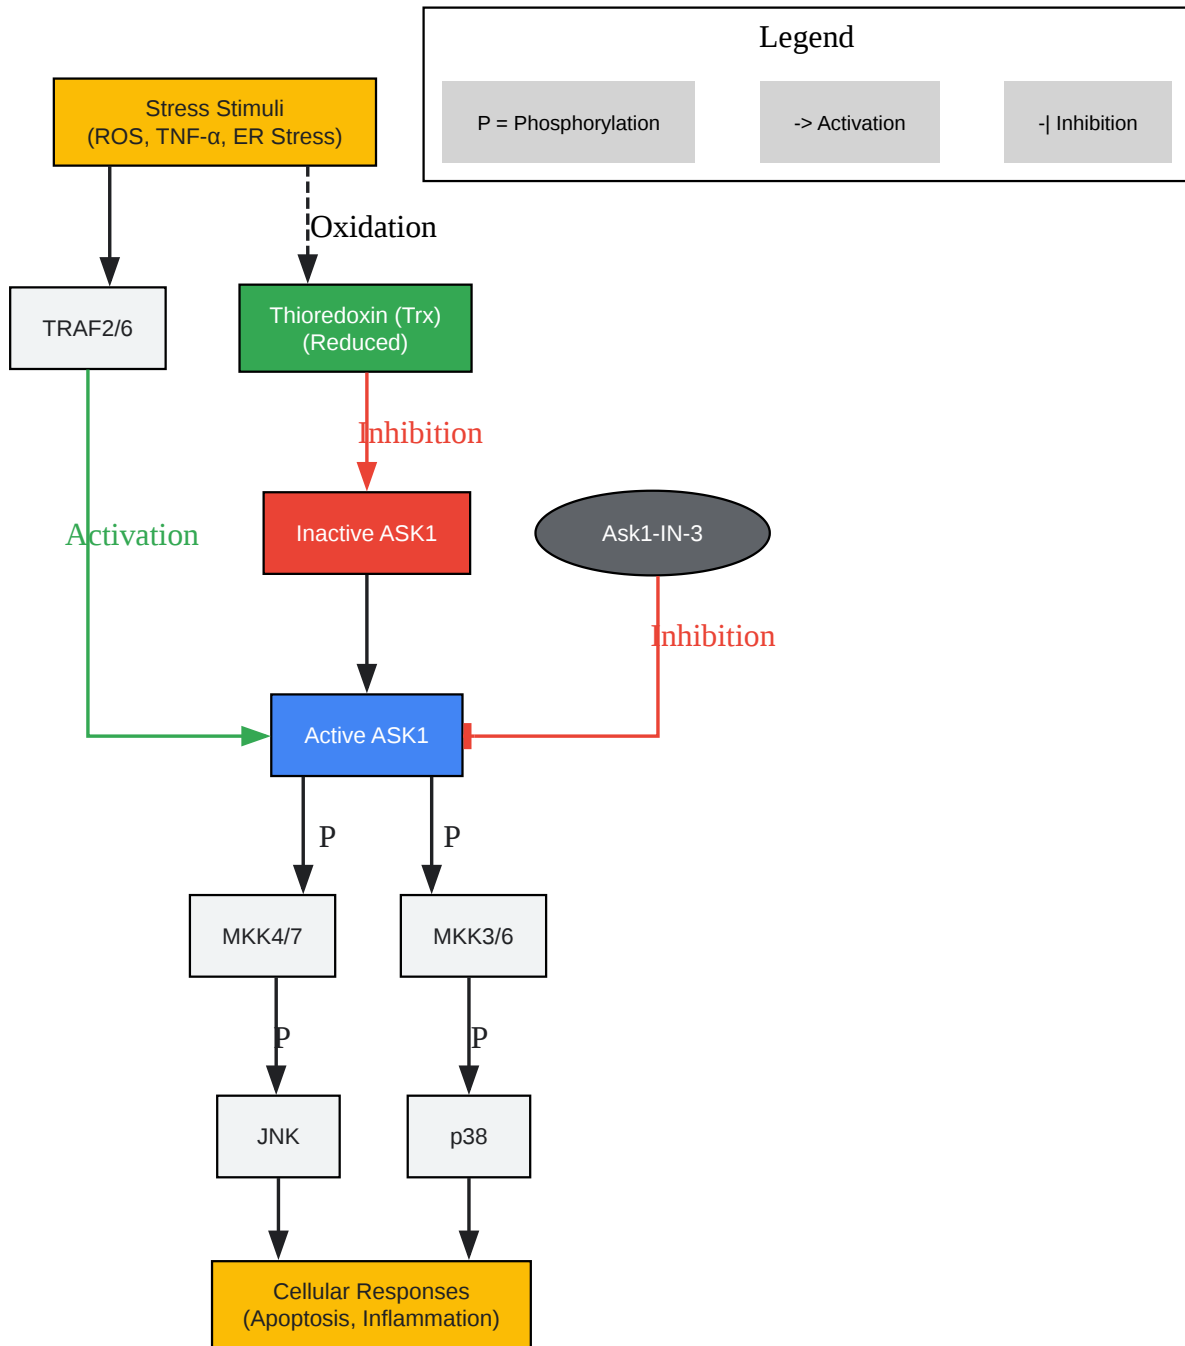 Legend
P = Phosphorylation
-> Activation
-| Inhibition
Stress Stimuli
(ROS, TNF-α, ER Stress)
Oxidation
TRAF2/6
Thioredoxin (Trx)
(Reduced)
Inhibition
Inactive ASK1
Ask1-IN-3
Activation
Inhibition
Active ASK1
P
P
MKK4/7
MKK3/6
P
P
JNK
p38
Cellular Responses
(Apoptosis, Inflammation)